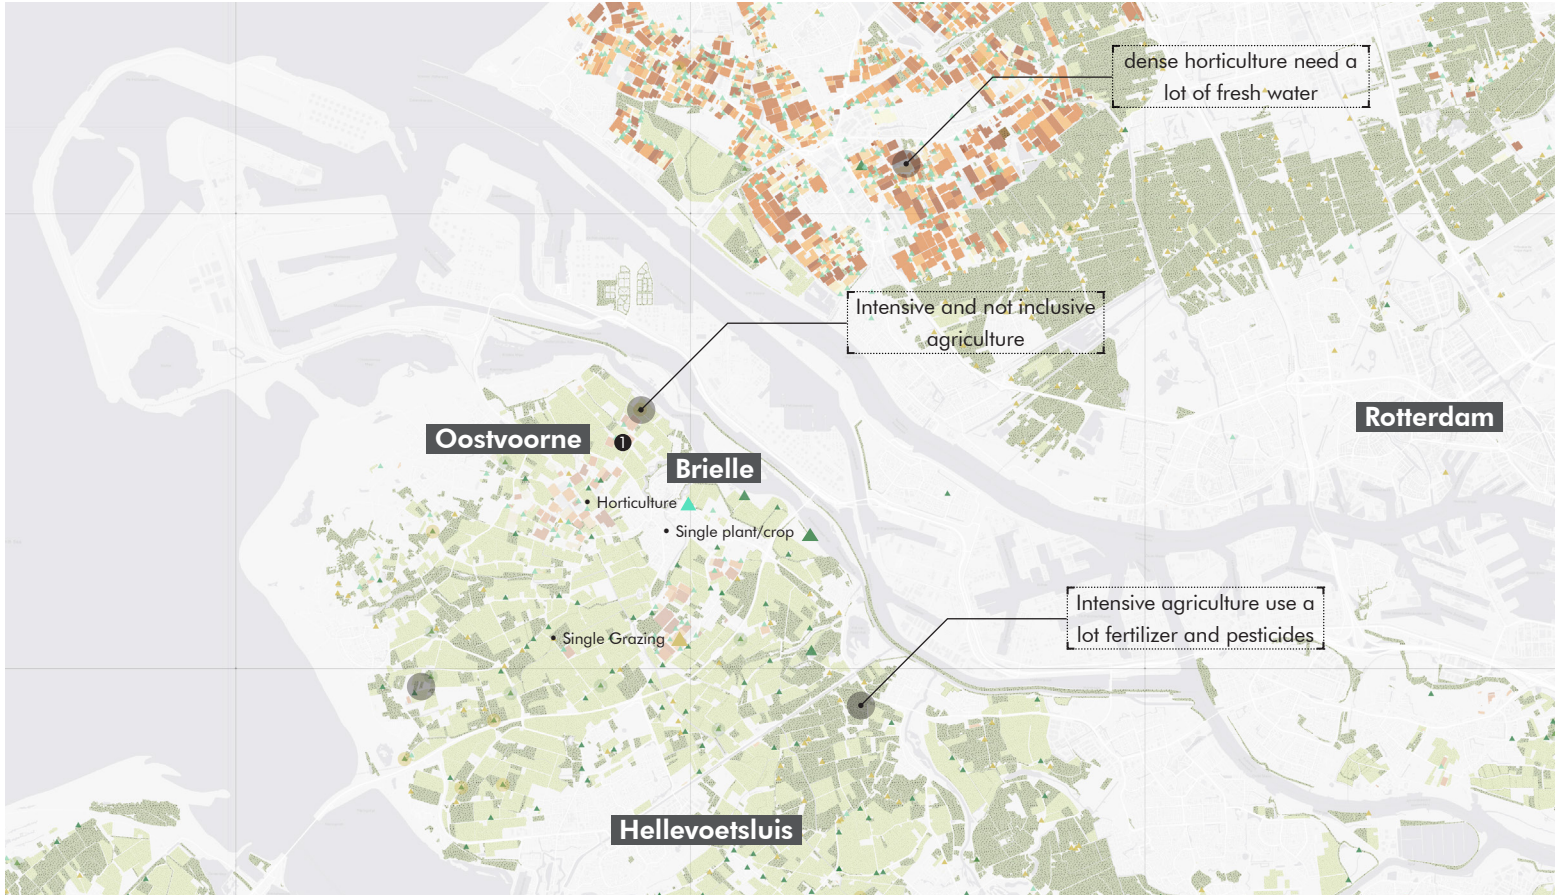 dense horticulture need a
lot of fresh water
Intensive and not inclusive
agriculture
Rotterdam
Oostvoorne
1
Brielle
• Horticulture
• Single plant/crop
Intensive agriculture use a
lot fertilizer and pesticides
• Single Grazing
Hellevoetsluis